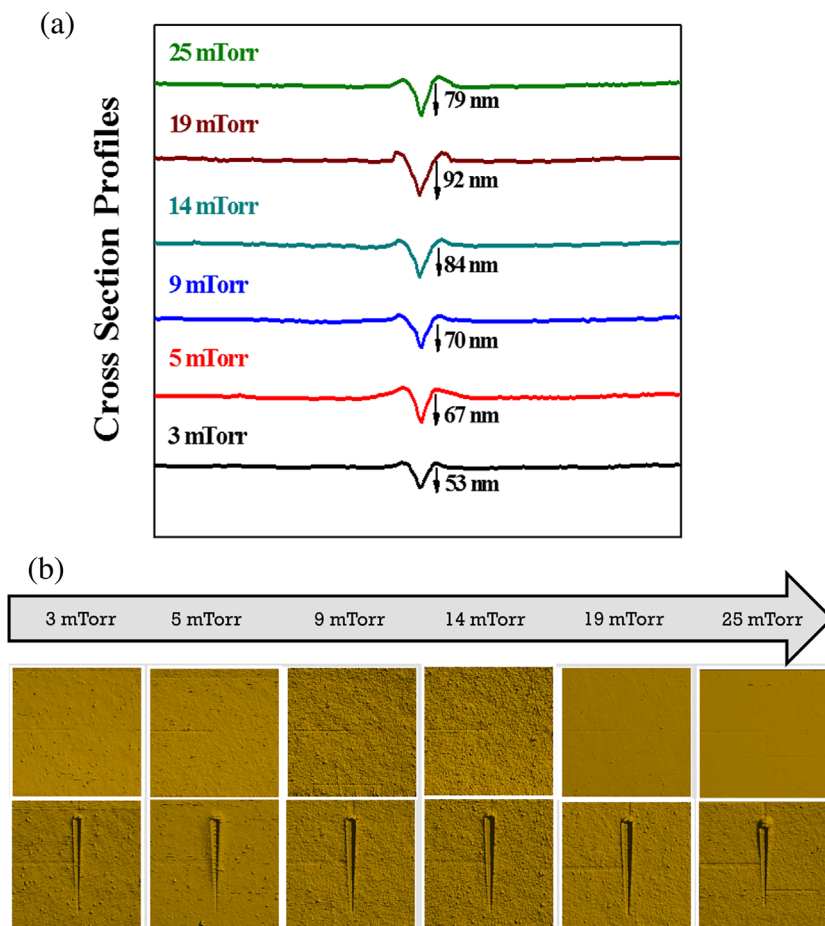 (a)
Cross Section Profiles
25 mTorr
79 nm
19 mTorr
92 nm
14 mTorr
84 nm
9 mTorr
70 nm
5 mTorr
67 nm
3 mTorr
53 nm
(b)
3 mTorr 5 mTorr 9 mTorr 14 mTorr 19 mTorr 25 mTorr